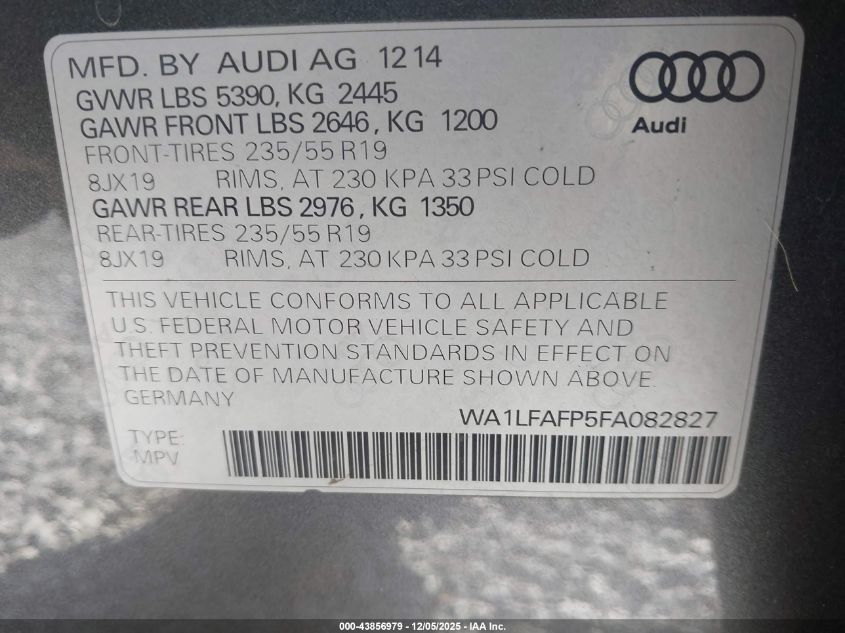 MFD. BY AUDI AG 12 14
GVWR LBS 5390, KG 2445
GAWR FRONT LBS 2646, KG 1200
FRONT-TIRES 235/55 R19
8JX19 RIMS, AT 230 KPA 33 PSI COLD
GAWR REAR LBS 2976, KG 1350
REAR-TIRES 235/55 R19
8JX19 RIMS, AT 230 KPA 33 PSI COLD
Audi
THIS VEHICLE CONFORMS TO ALL APPLICABLE
U.S. FEDERAL MOTOR VEHICLE SAFETY AND
THEFT PREVENTION STANDARDS IN EFFECT ON
THE DATE OF MANUFACTURE SHOWN ABOVE.
GERMANY
WA1LFAFP5FA082827
TYPE:
MPV
000-43856979 - 12/05/2025 - IAA Inc.